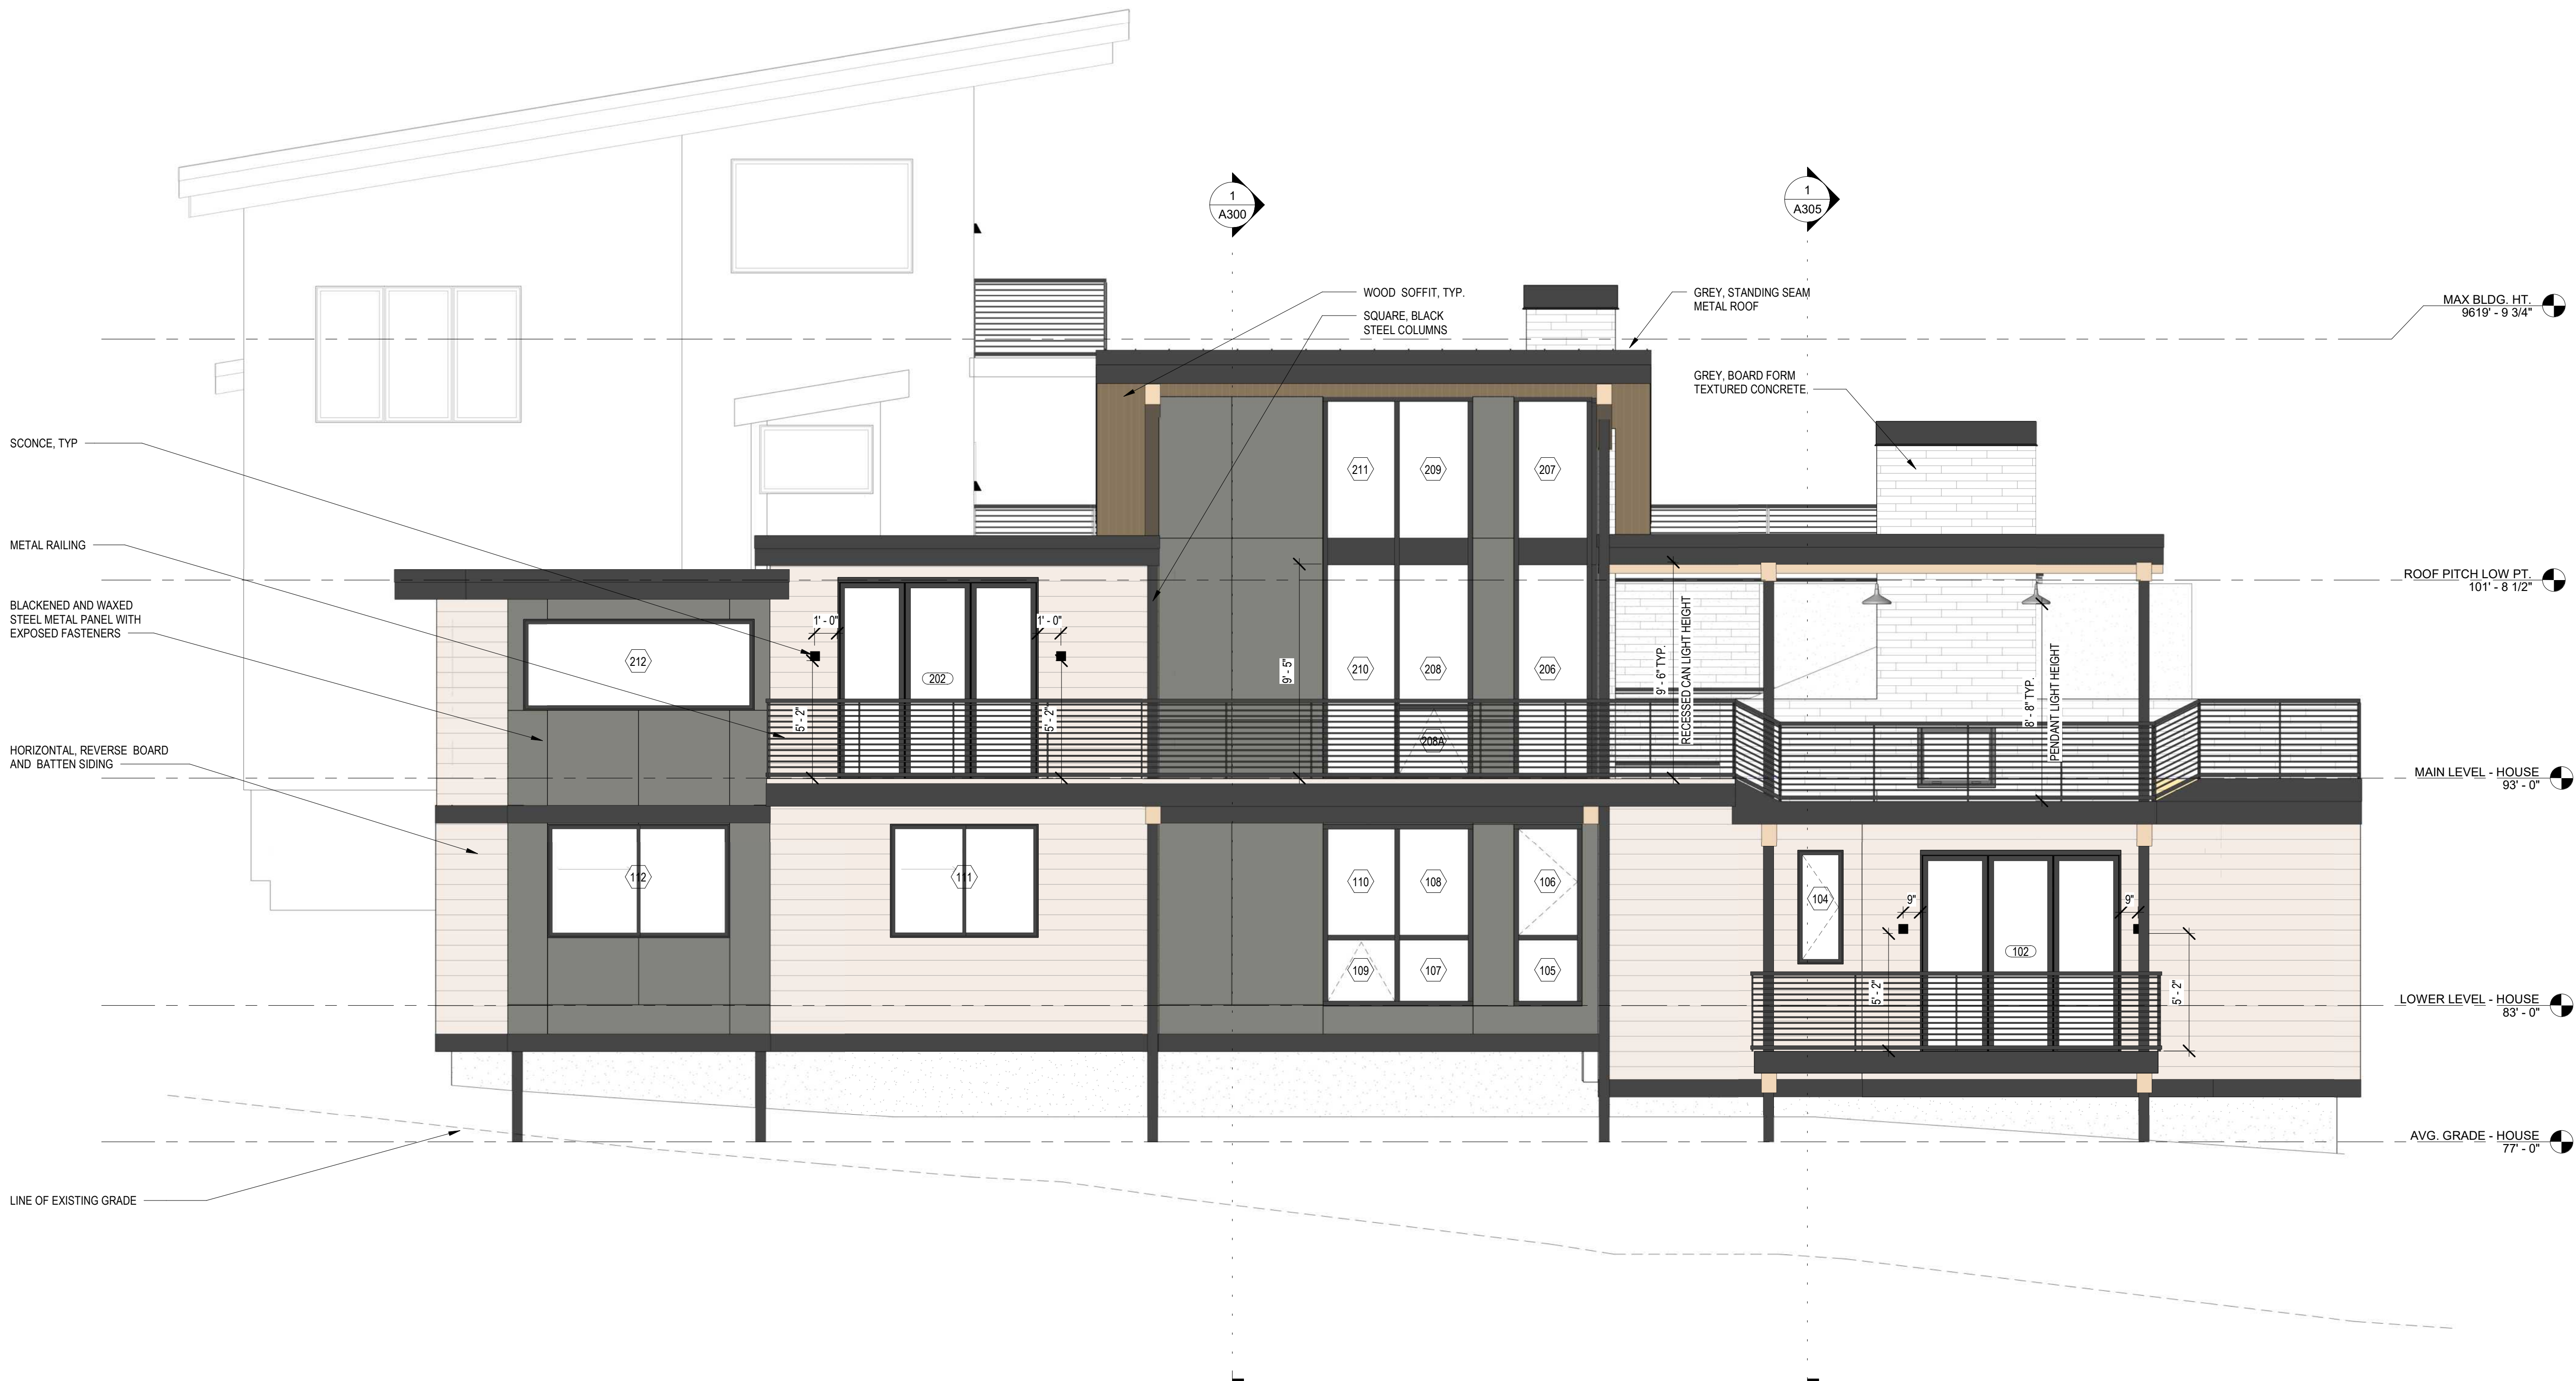 1
A300
1
A305
WOOD SOFFIT, TYP.
SQUARE, BLACK
STEEL COLUMNS
GREY, STANDING SEAM
METAL ROOF
MAX BLDG. HT.
9619' - 9 3/4"
GREY, BOARD FORM
TEXTURED CONCRETE
SCONCE, TYP
211
209
207
METAL RAILING
ROOF PITCH LOW PT.
101' - 8 1/2"
BLACKENED AND WAXED
STEEL METAL PANEL WITH
EXPOSED FASTENERS
1' - 0"
1' - 0"
212
202
210
208
206
9' - 5"
9' - 6" TYP.
RECESSED CAN LIGHT HEIGHT
8' - 8" TYP.
PENDANT LIGHT HEIGHT
5' - 2"
5' - 2"
208A
HORIZONTAL, REVERSE BOARD
AND BATTEN SIDING
MAIN LEVEL - HOUSE
93' - 0"
112
111
110
108
106
104
9"
9"
102
109
107
105
5' - 2"
5' - 2"
LOWER LEVEL - HOUSE
83' - 0"
AVG. GRADE - HOUSE
77' - 0"
LINE OF EXISTING GRADE